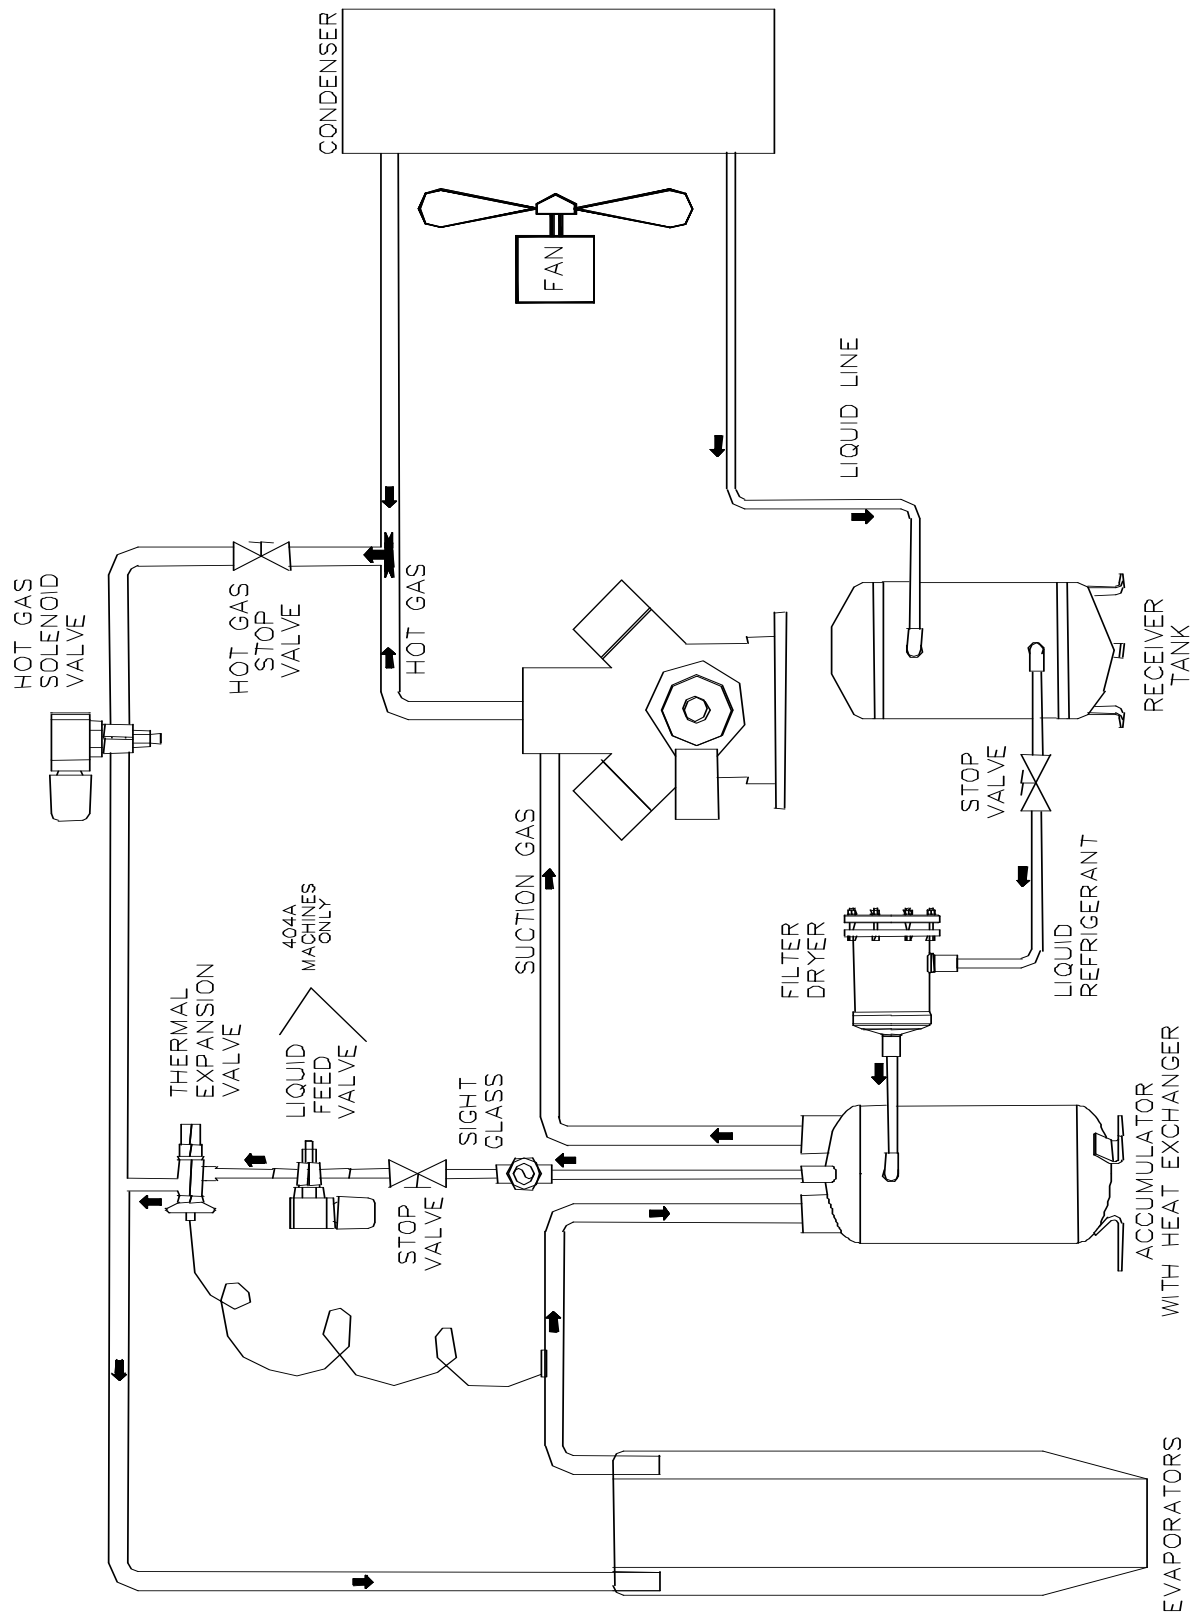 CONDENSER
FAN
LIQUID LINE
HOT GAS
SOLENOID
VALVE
HOT GAS
STOP
VALVE
HOT GAS
RECEIVER
TANK
STOP
VALVE
SUCTION GAS
404A
MACHINES
ONLY
THERMAL
EXPANSION
VALVE
LIQUID
FEED
VALVE
SIGHT
GLASS
FILTER
DRYER
LIQUID
REFRIGERANT
STOP
VALVE
ACCUMULATOR
WITH HEAT EXCHANGER
EVAPORATORS